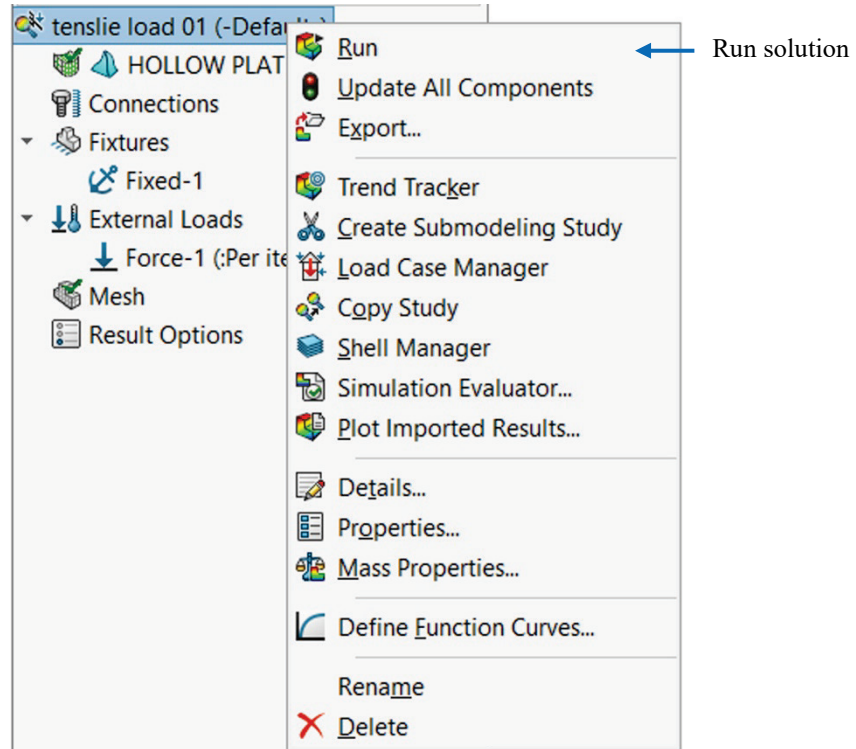 tenslie load 01 (-Defau
HOLLOW PLAT
Connections
Fixtures
Fixed-1
External Loads
Force-1 (:Per ite
Mesh
Result Options
Run
Update All Components
Export...
Trend Tracker
Create Submodeling Study
Load Case Manager
Copy Study
Shell Manager
Simulation Evaluator...
Plot Imported Results...
Details...
Properties...
Mass Properties...
Define Function Curves...
Rename
Delete
Run solution